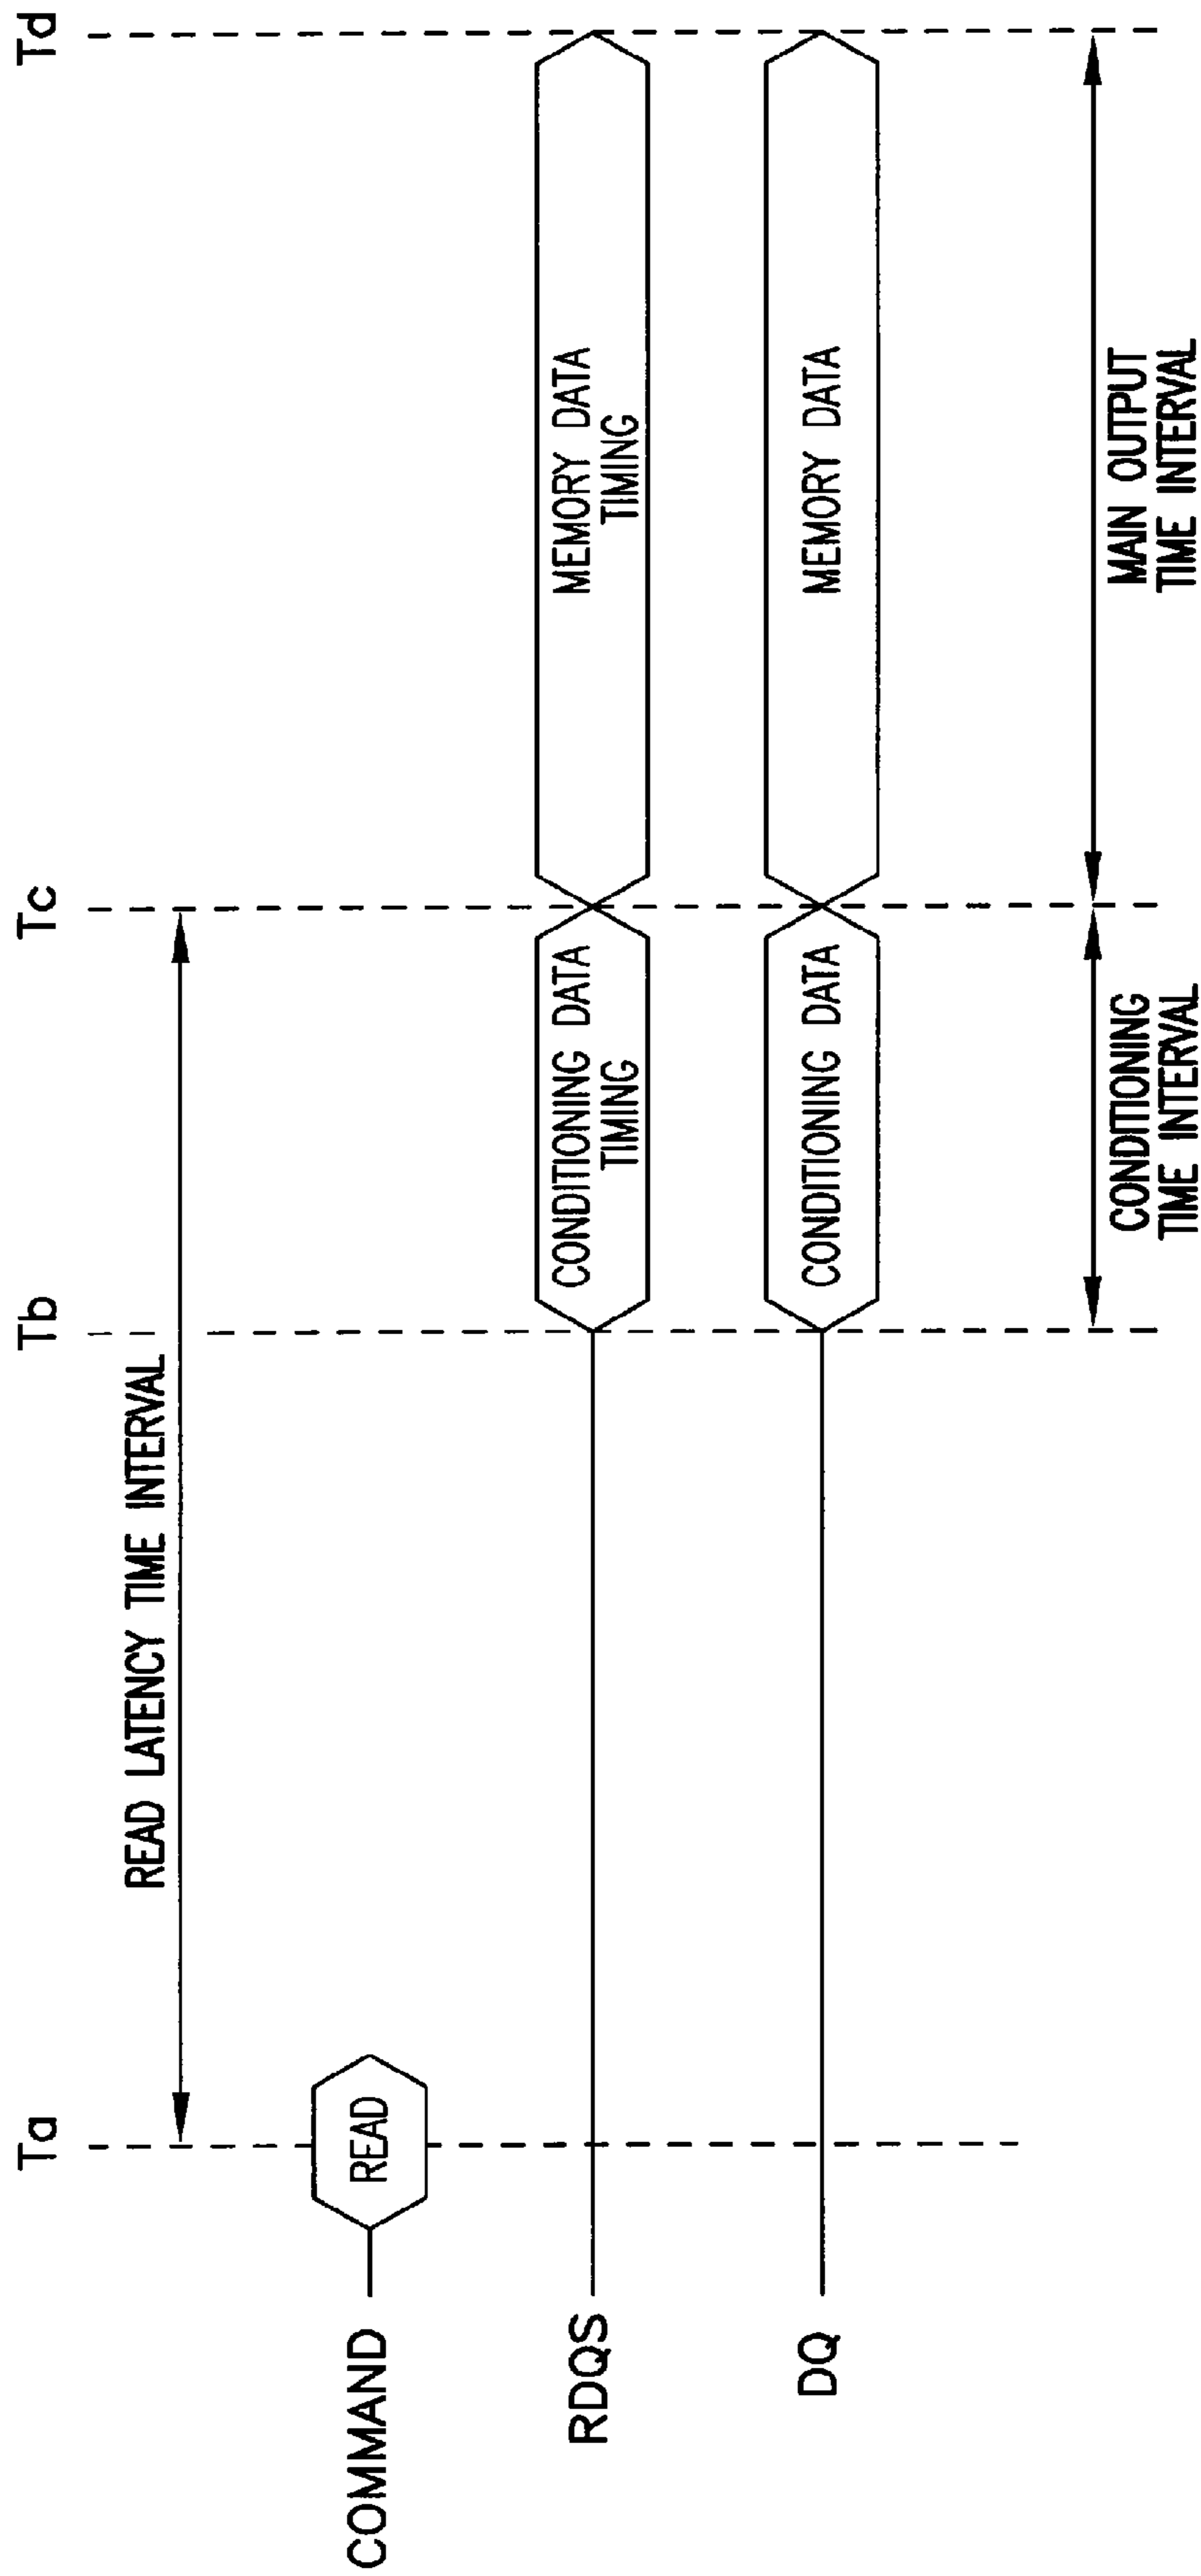 Ta
Tb
Tc
Td
READ LATENCY TIME INTERVAL
COMMAND
READ
RDQS
CONDITIONING DATA
TIMING
MEMORY DATA
TIMING
DQ
CONDITIONING DATA
MEMORY DATA
CONDITIONING
TIME INTERVAL
MAIN OUTPUT
TIME INTERVAL